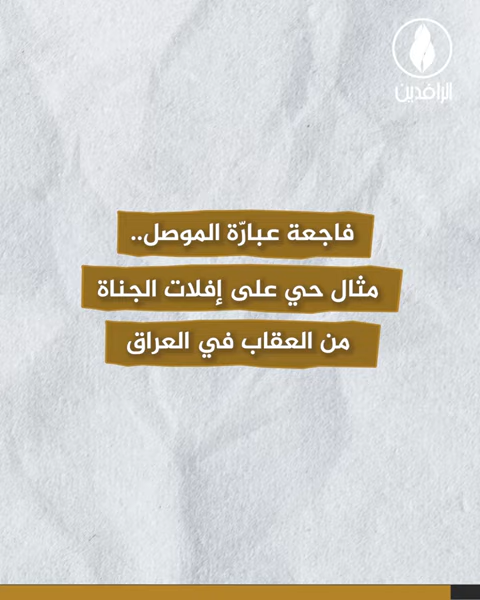 الرافدين
فاجعة عبارّة الموصل..
مثال حي على إفلات الجناة
من العقاب في العراق